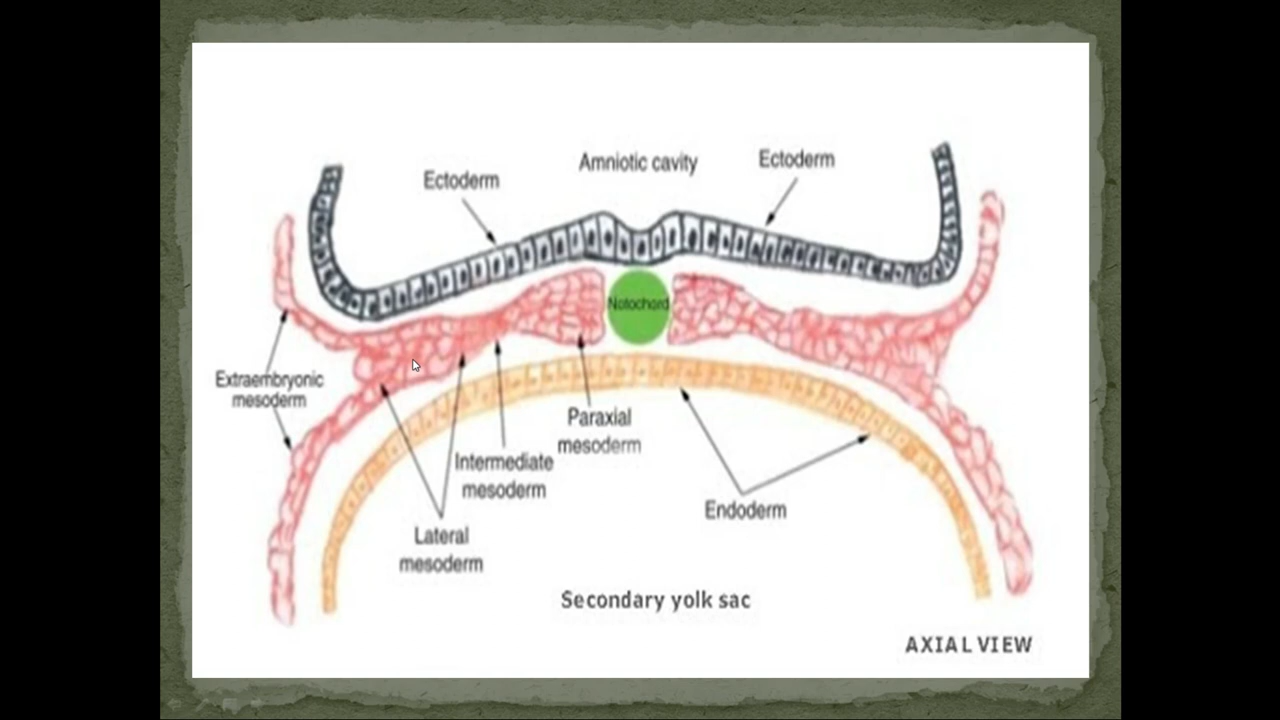 Amniotic cavity
Ectoderm
Ectoderm
Notochord
Extraembryonic
mesoderm
Paraxial
mesoderm
Intermediate
mesoderm
Endoderm
Lateral
mesoderm
Secondary yolk sac
AXIAL VIEW